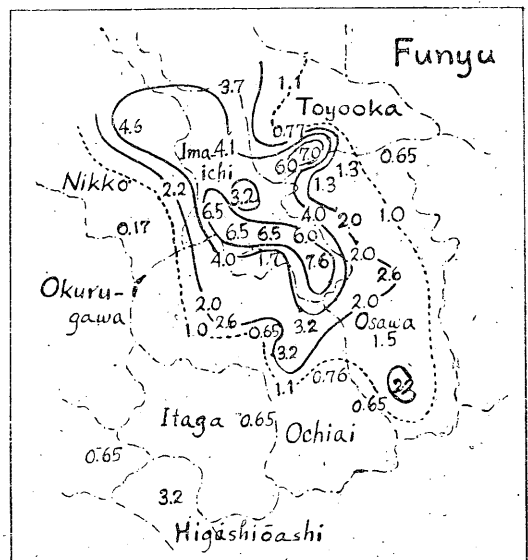 Funyu
3.7 1.1
Toyooka
4.6 0.77
Ima 4.1 7.0
ichi 6.0 1.3 0.65
Nikko 2.2 3.2 1.3
6.5 4.0 2.0 1.0
0.17 6.5 6.5 6.0
4.0 1.7 7.6 2.0
2.6
Okuru-
gawa 2.0 2.0
0 2.6 0.65 3.2 Osawa
3.2 1.5
1.1 0.76
0.65
Itaga 0.65 Ochiai
0.65
3.2
Higashiōashi